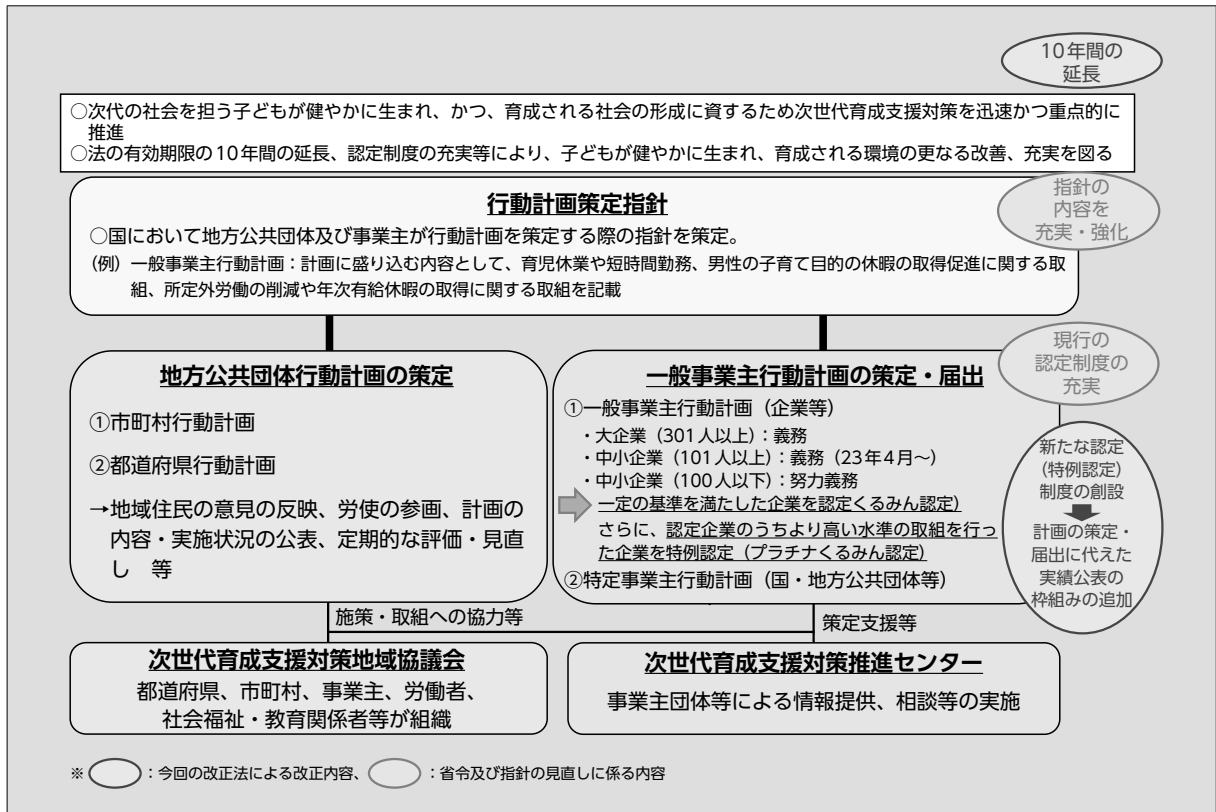 10年間の
延長
○次代の社会を担う子どもが健やかに生まれ、かつ、育成される社会の形成に資するため次世代育成支援対策を迅速かつ重点的に
推進
○法の有効期限の10年間の延長、認定制度の充実等により、子どもが健やかに生まれ、育成される環境の更なる改善、充実を図る
行動計画策定指針
○国において地方公共団体及び事業主が行動計画を策定する際の指針を策定。
(例) 一般事業主行動計画:計画に盛り込む内容として、育児休業や短時間勤務、男性の子育て目的の休暇の取得促進に関する取
組、所定外労働の削減や年次有給休暇の取得に関する取組を記載
指針の
内容を
充実・強化
地方公共団体行動計画の策定
①市町村行動計画
②都道府県行動計画
→地域住民の意見の反映、労使の参画、計画の
内容・実施状況の公表、定期的な評価・見直
し 等
一般事業主行動計画の策定・届出
①一般事業主行動計画(企業等)
・大企業(301人以上):義務
・中小企業(101人以上):義務(23年4月~)
・中小企業(100人以下):努力義務
一定の基準を満たした企業を認定くるみん認定)
さらに、認定企業のうちより高い水準の取組を行っ
た企業を特例認定(プラチナくるみん認定)
②特定事業主行動計画(国・地方公共団体等)
現行の
認定制度の
充実
新たな認定
(特例認定)
制度の創設
計画の策定・
届出に代えた
実績公表の
枠組みの追加
施策・取組への協力等
策定支援等
次世代育成支援対策地域協議会
都道府県、市町村、事業主、労働者、
社会福祉・教育関係者等が組織
次世代育成支援対策推進センター
事業主団体等による情報提供、相談等の実施
※ :今回の改正法による改正内容、 :省令及び指針の見直しに係る内容